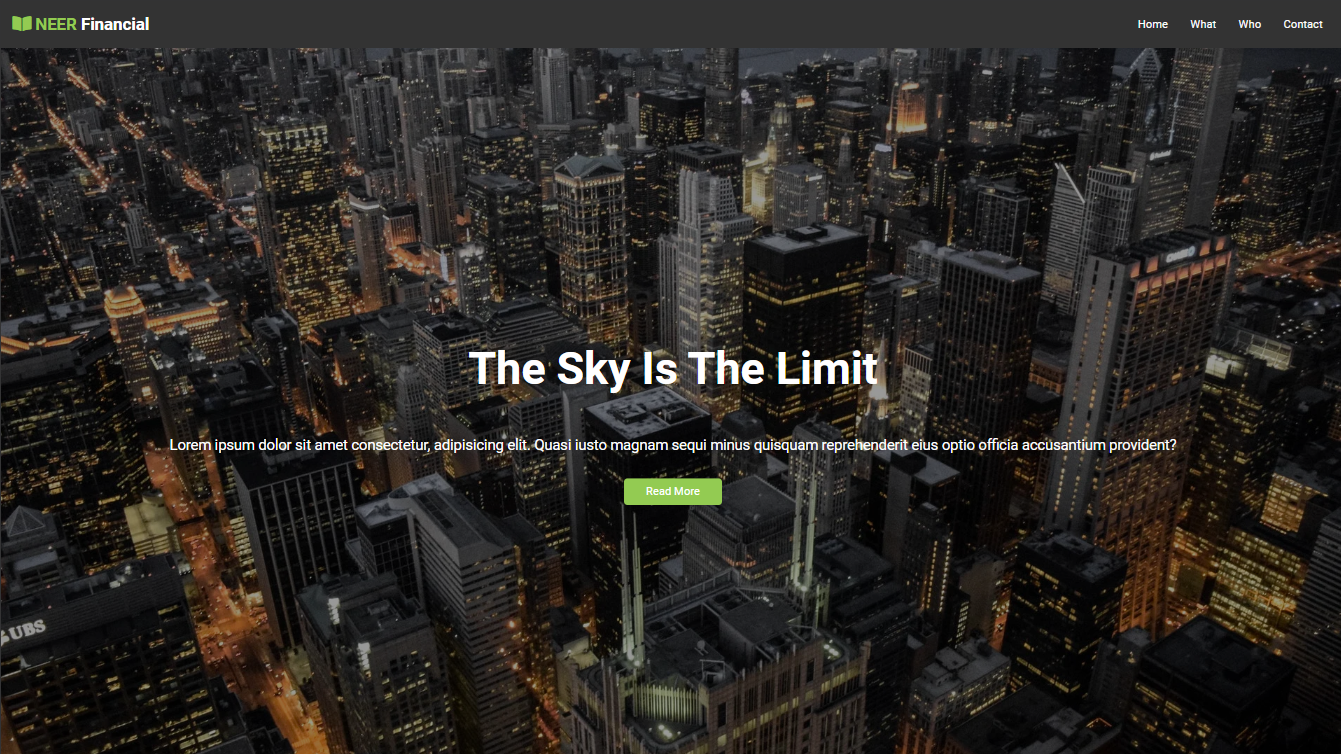 NEER Financial
Home What Who Contact
The Sky Is The Limit
Lorem ipsum dolor sit amet consectetur, adipisicing elit. Quasi iusto magnam sequi minus quisquam reprehenderit eius optio officia accusantium provident?
Read More
UBS